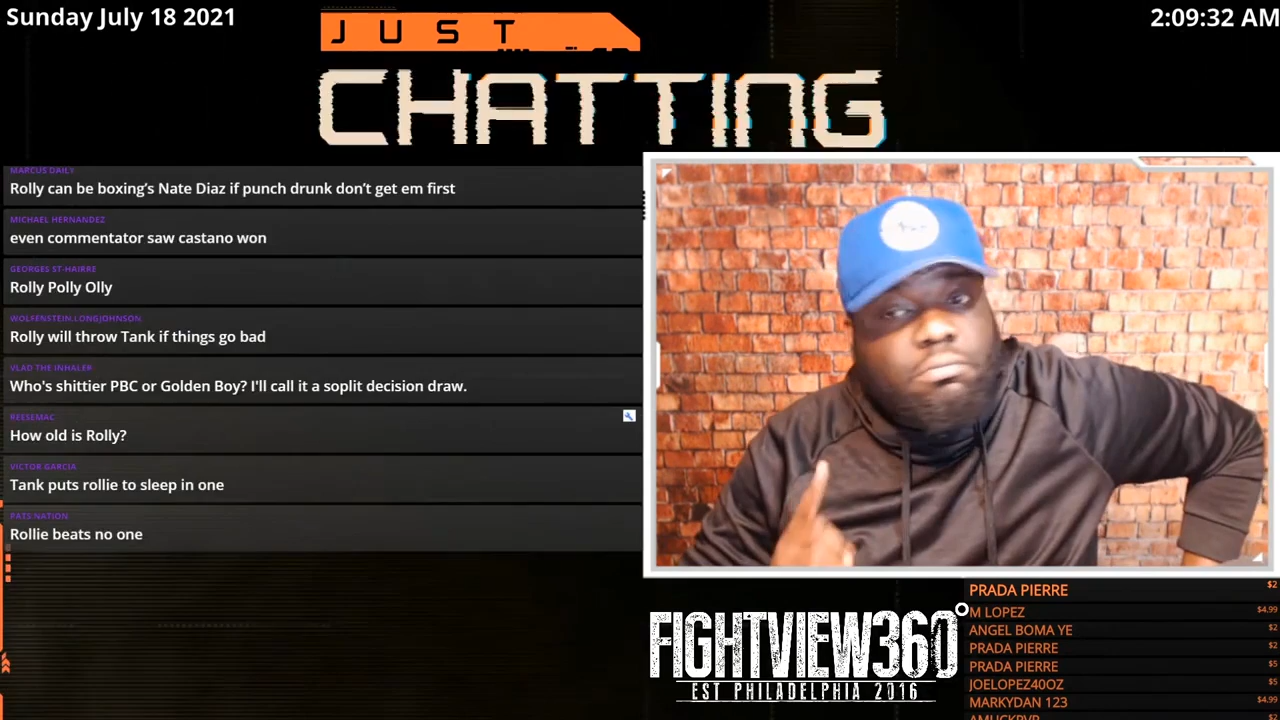 Sunday July 18 2021
2:09:32 AM
JUST
CHATTING
MARCUS DAILY
Rolly can be boxing's Nate Diaz if punch drunk don't get em first
MICHAEL HERNANDEZ
even commentator saw castano won
GEORGES ST-HAIRRE
Rolly Polly Olly
WOLFENSTEIN.LONGJOHNSON
Rolly will throw Tank if things go bad
VLAD THE INHALER
Who's shittier PBC or Golden Boy? I'll call it a soplit decision draw.
REESEMAC
How old is Rolly?
VICTOR GARCIA
Tank puts rollie to sleep in one
PATS NATION
Rollie beats no one
FIGHTVIEW360°
EST PHILADELPHIA 2016
PRADA PIERRE $2
M LOPEZ $4.99
ANGEL BOMA YE $2
PRADA PIERRE $2
PRADA PIERRE $5
JOELOPEZ40OZ $5
MARKYDAN 123 $4.99